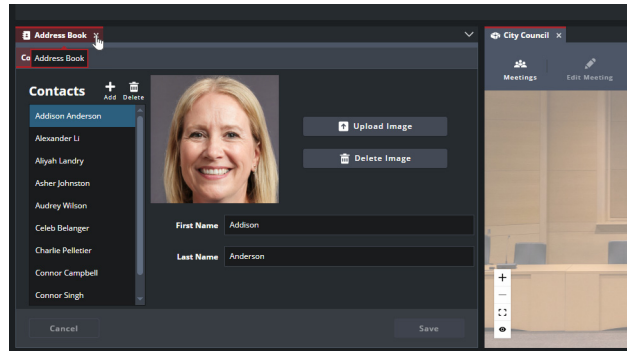 Address Book ×
City Council ×
Co Address Book
Meetings
Edit Meeting
Contacts
Add
Delete
Addison Anderson
Alexander Li
Aliyah Landry
Asher Johnston
Audrey Wilson
Celeb Belanger
Charlie Pelletier
Connor Campbell
Connor Singh
Upload Image
Delete Image
First Name Addison
Last Name Anderson
Cancel
Save